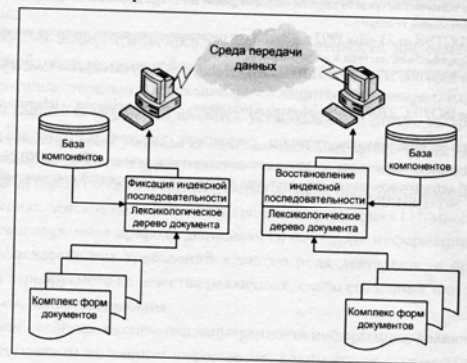 Среда передачи
данных
База
компонентов
Фиксация индексной
последовательности
Лексикологическое
дерево документа
Восстановление
индексной
последовательности
Лексикологическое
дерево документа
База
компонентов
Комплекс форм
документов
Комплекс форм
документов